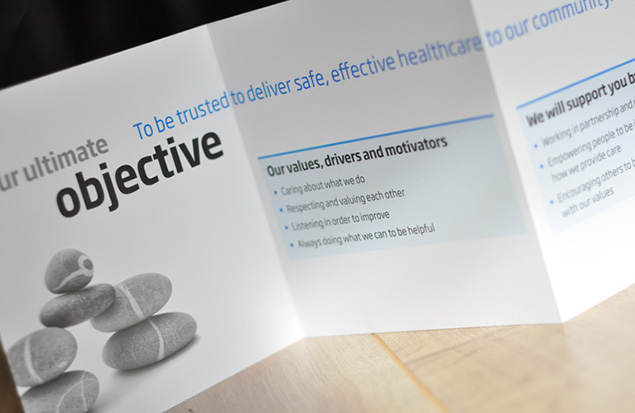 ur ultimate
objective
To be trusted to deliver safe, effective healthcare to our community.
Our values, drivers and motivators
• Caring about what we do
• Respecting and valuing each other
• Listening in order to improve
• Always doing what we can to be helpful
We will support you b
• Working in partnership and
• Empowering people to be
how we provide care
• Encouraging others to b
with our values